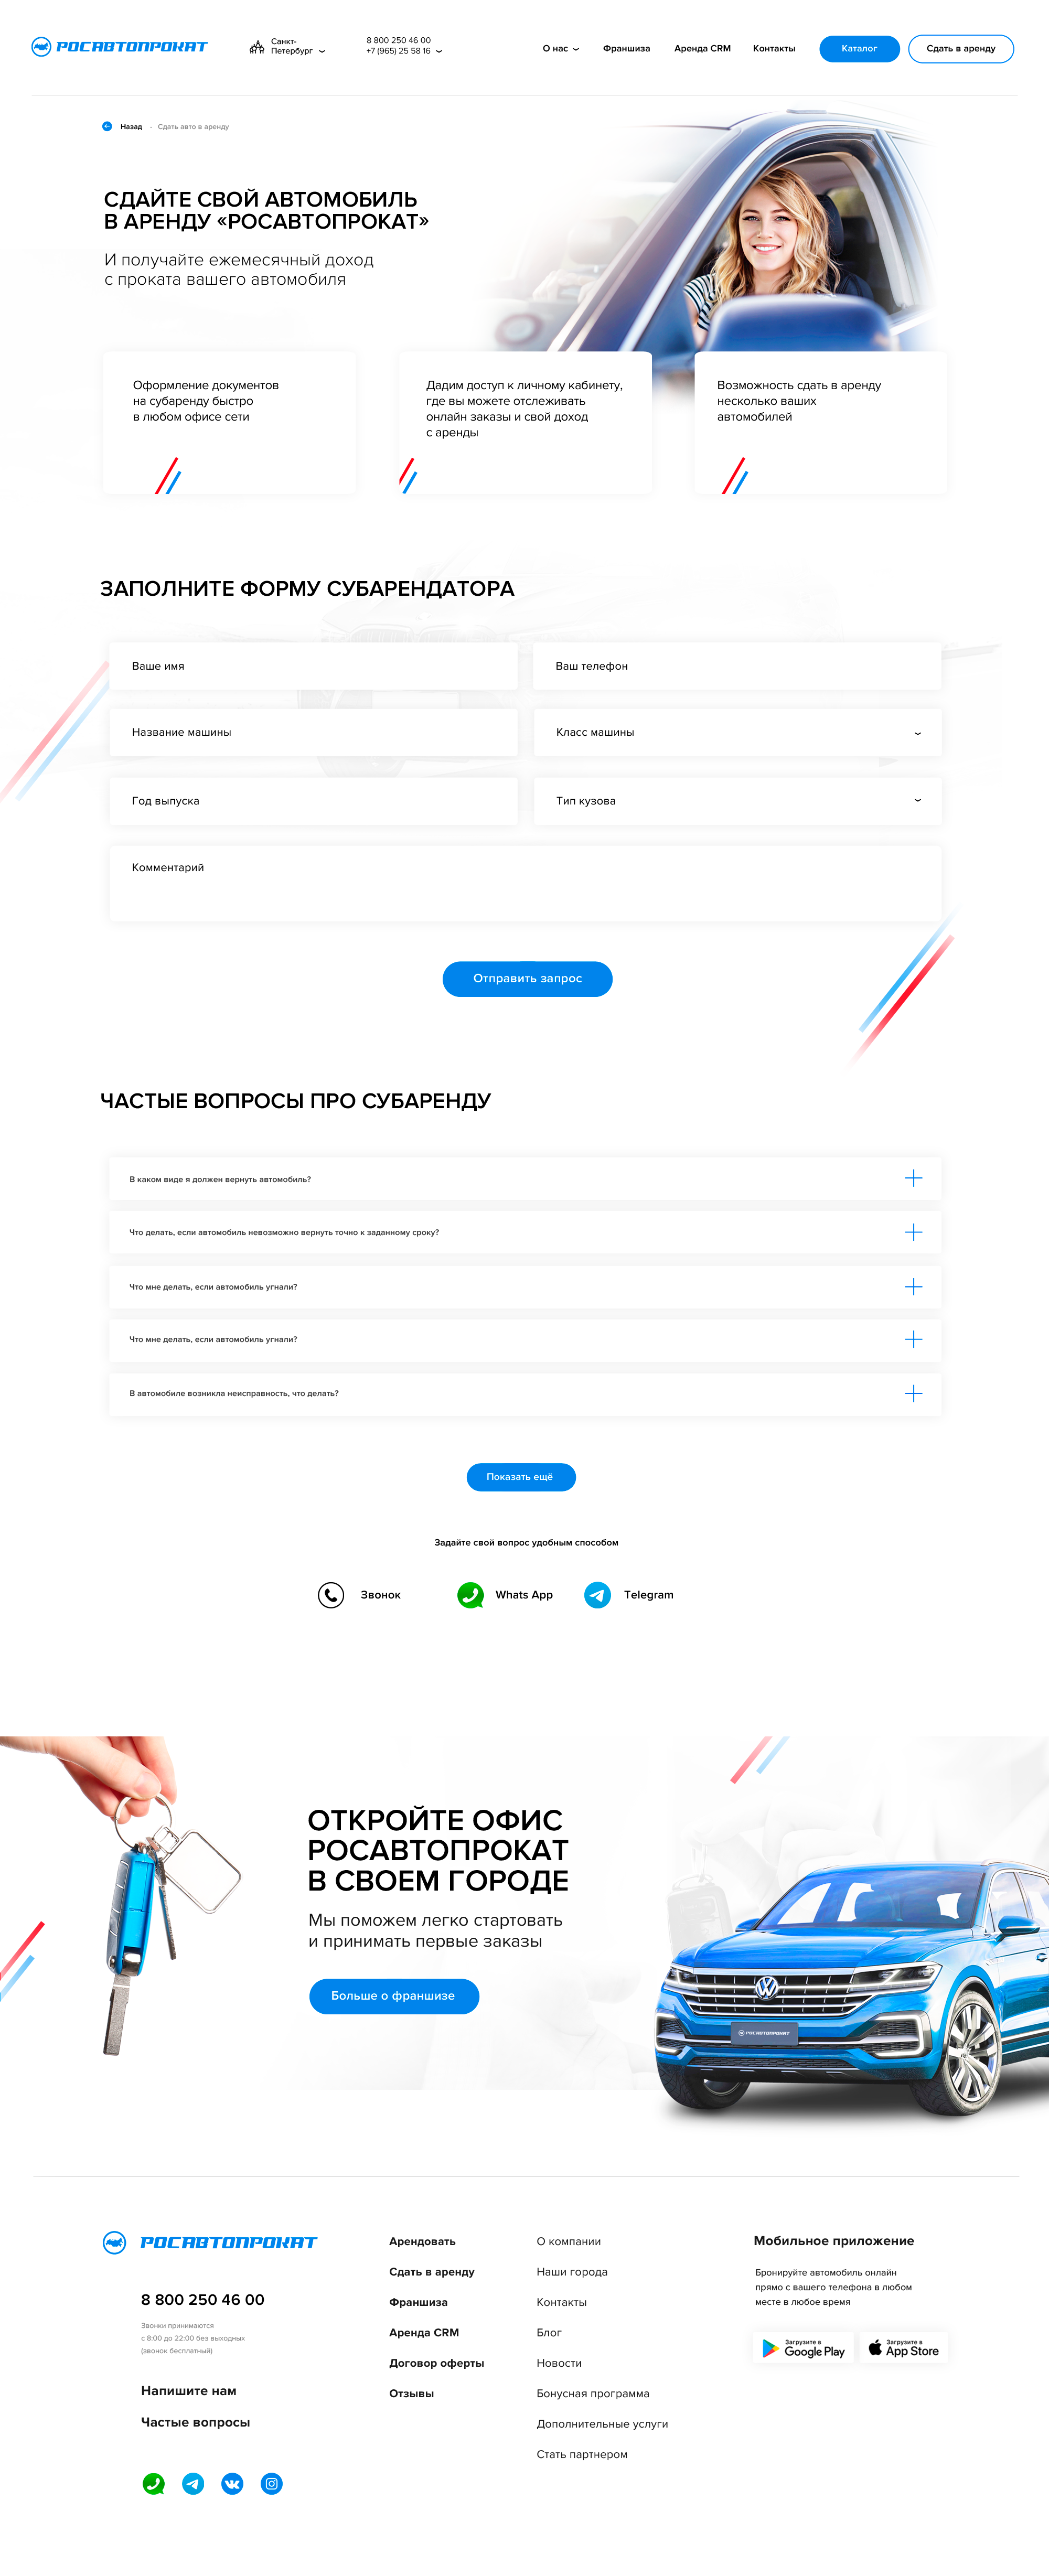 РОСАВТОПРОКАТ
Санкт-
Петербург
8 800 250 46 00
+7 (965) 25 58 16
О нас
Франшиза
Аренда CRM
Контакты
Каталог
Сдать в аренду
Назад - Сдать авто в аренду
СДАЙТЕ СВОЙ АВТОМОБИЛЬ
В АРЕНДУ «РОСАВТОПРОКАТ»
И получайте ежемесячный доход
с проката вашего автомобиля
Оформление документов
на субаренду быстро
в любом офисе сети
Дадим доступ к личному кабинету,
где вы можете отслеживать
онлайн заказы и свой доход
с аренды
Возможность сдать в аренду
несколько ваших
автомобилей
ЗАПОЛНИТЕ ФОРМУ СУБАРЕНДАТОРА
Ваше имя
Ваш телефон
Название машины
Класс машины
Год выпуска
Тип кузова
Комментарий
Отправить запрос
ЧАСТЫЕ ВОПРОСЫ ПРО СУБАРЕНДУ
В каком виде я должен вернуть автомобиль?
Что делать, если автомобиль невозможно вернуть точно к заданному сроку?
Что мне делать, если автомобиль угнали?
Что мне делать, если автомобиль угнали?
В автомобиле возникла неисправность, что делать?
Показать ещё
Задайте свой вопрос удобным способом
Звонок
Whats App
Telegram
ОТКРОЙТЕ ОФИС
РОСАВТОПРОКАТ
В СВОЕМ ГОРОДЕ
Мы поможем легко стартовать
и принимать первые заказы
Больше о франшизе
РОСАВТОПРОКАТ
РОСАВТОПРОКАТ
8 800 250 46 00
Звонки принимаются
с 8:00 до 22:00 без выходных
(звонок бесплатный)
Напишите нам
Частые вопросы
Арендовать
Сдать в аренду
Франшиза
Аренда CRM
Договор оферты
Отзывы
О компании
Наши города
Контакты
Блог
Новости
Бонусная программа
Дополнительные услуги
Стать партнером
Мобильное приложение
Бронируйте автомобиль онлайн
прямо с вашего телефона в любом
месте в любое время
Загрузите в
Google Play
Загрузите в
App Store